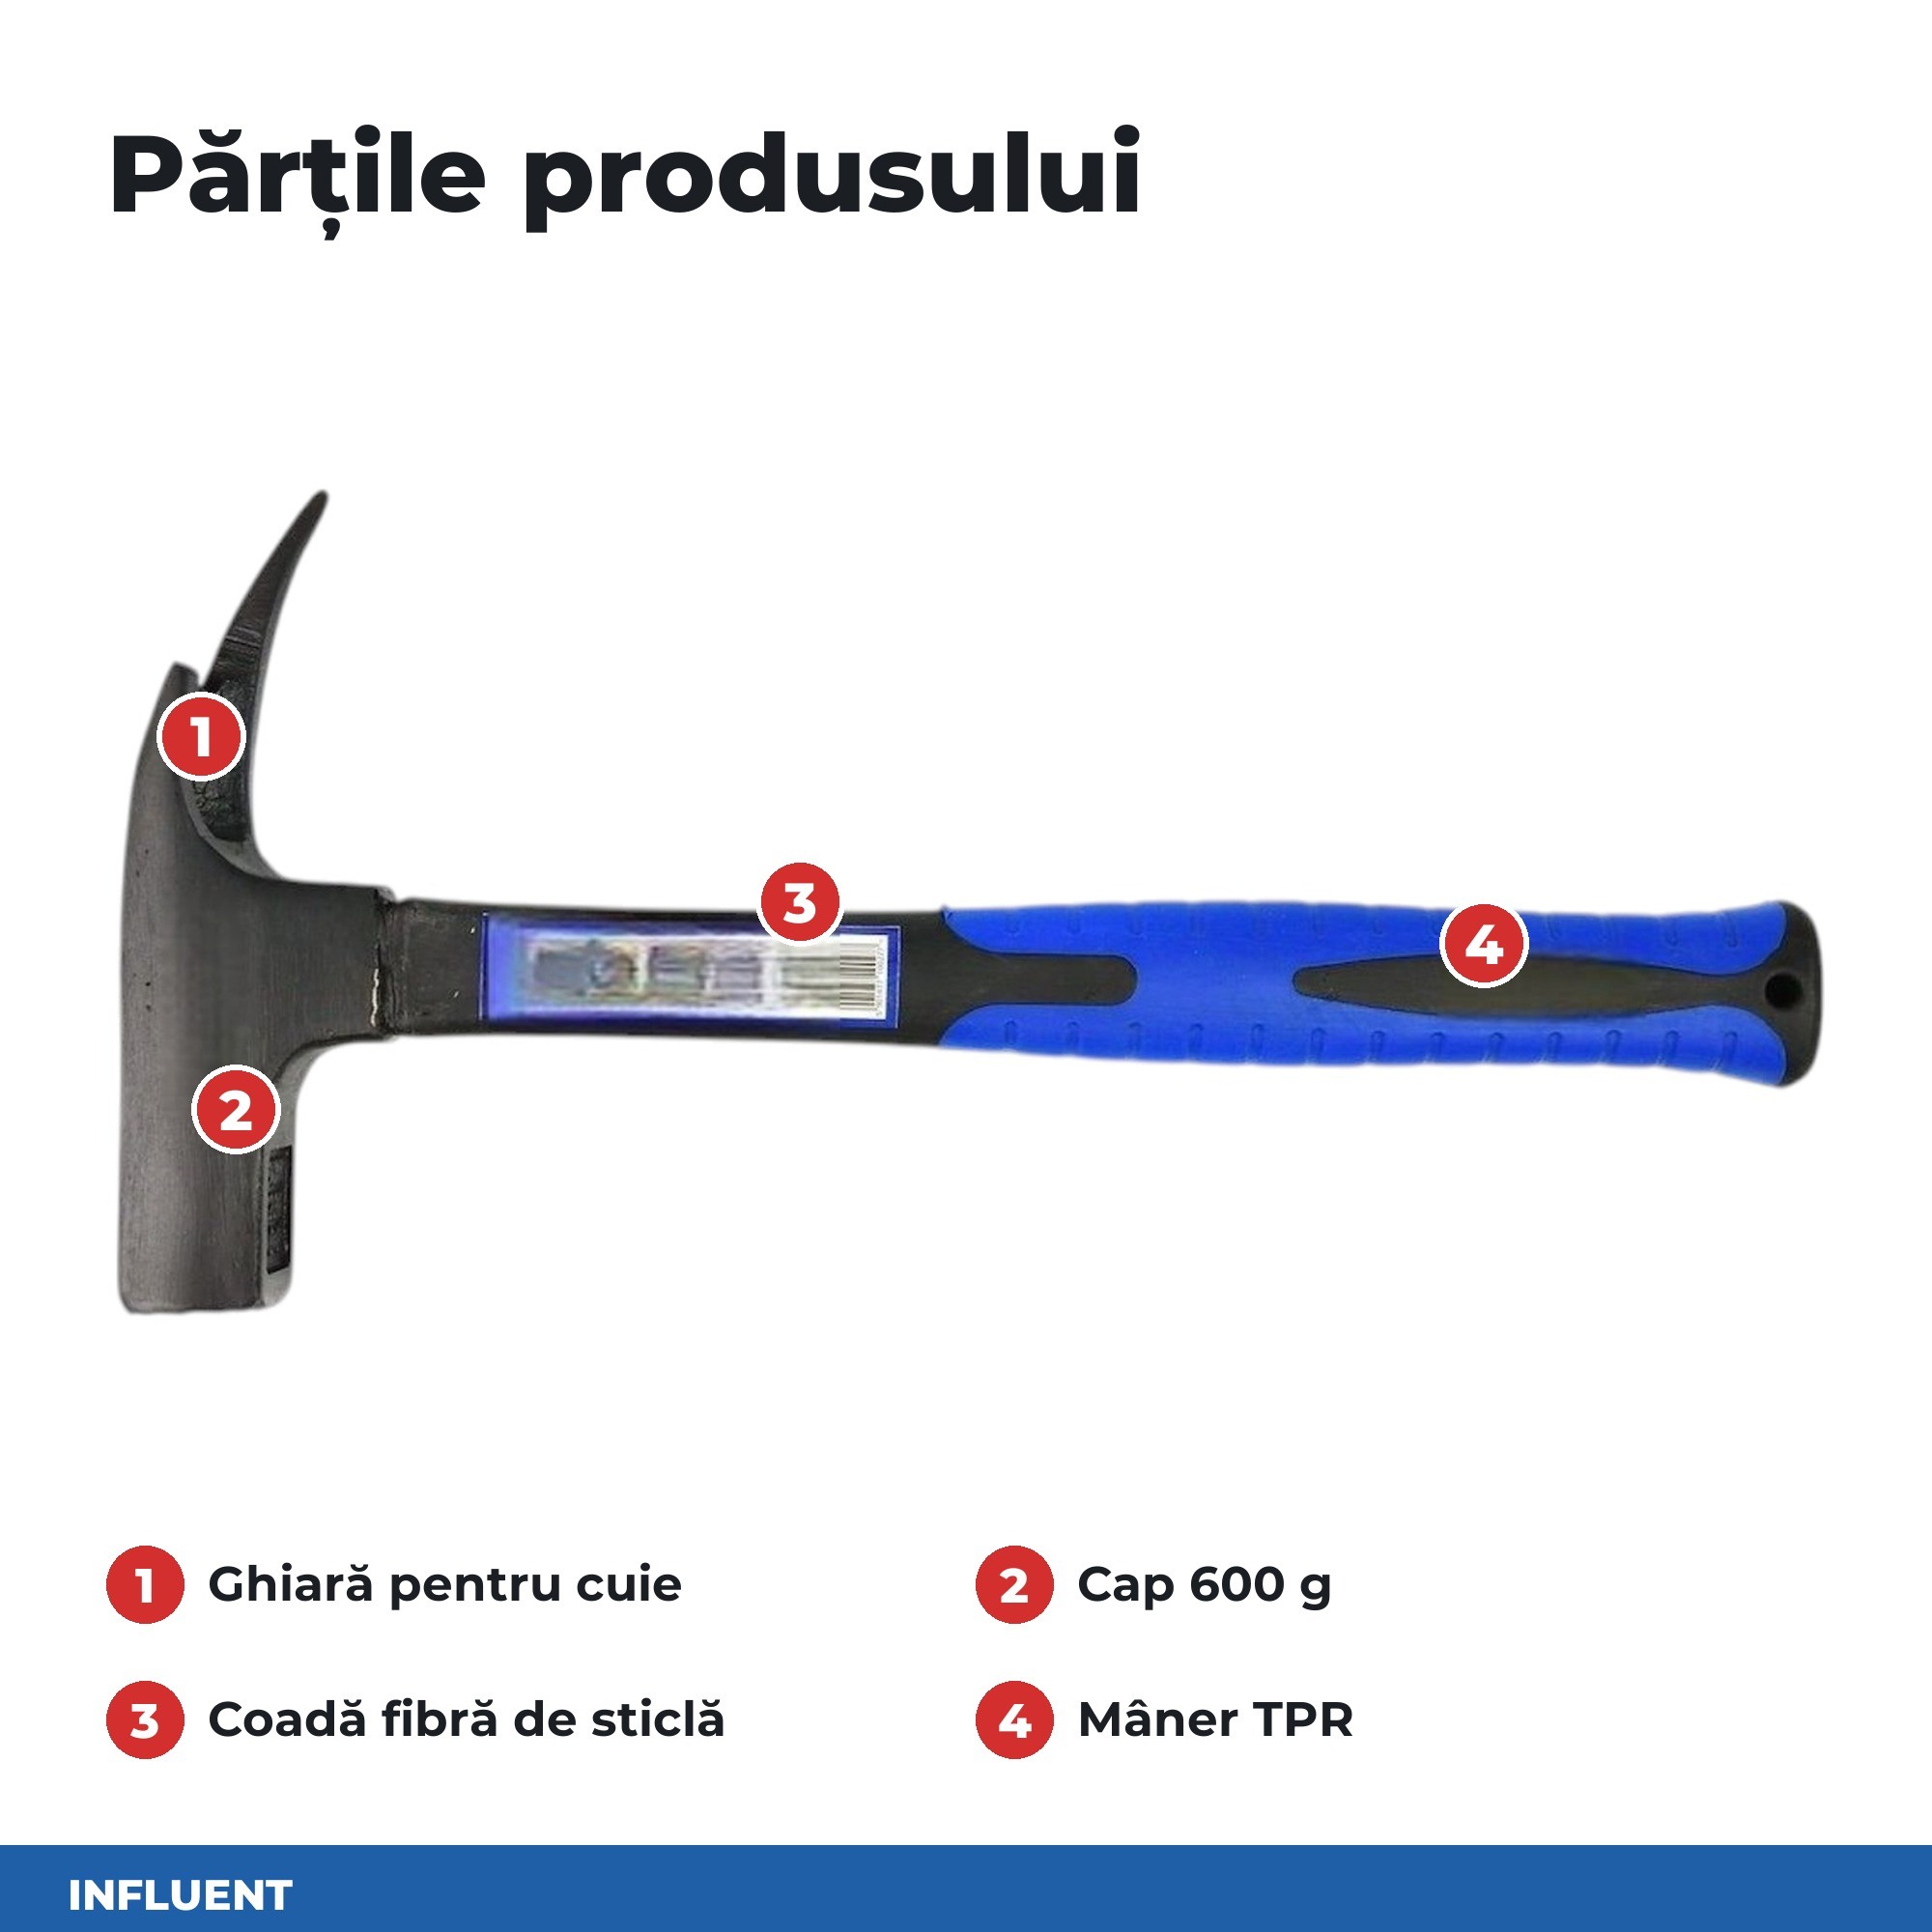 Părțile produsului
1
3
4
2
1 Ghiară pentru cuie
2 Cap 600 g
3 Coadă fibră de sticlă
4 Mâner TPR
INFLUENT